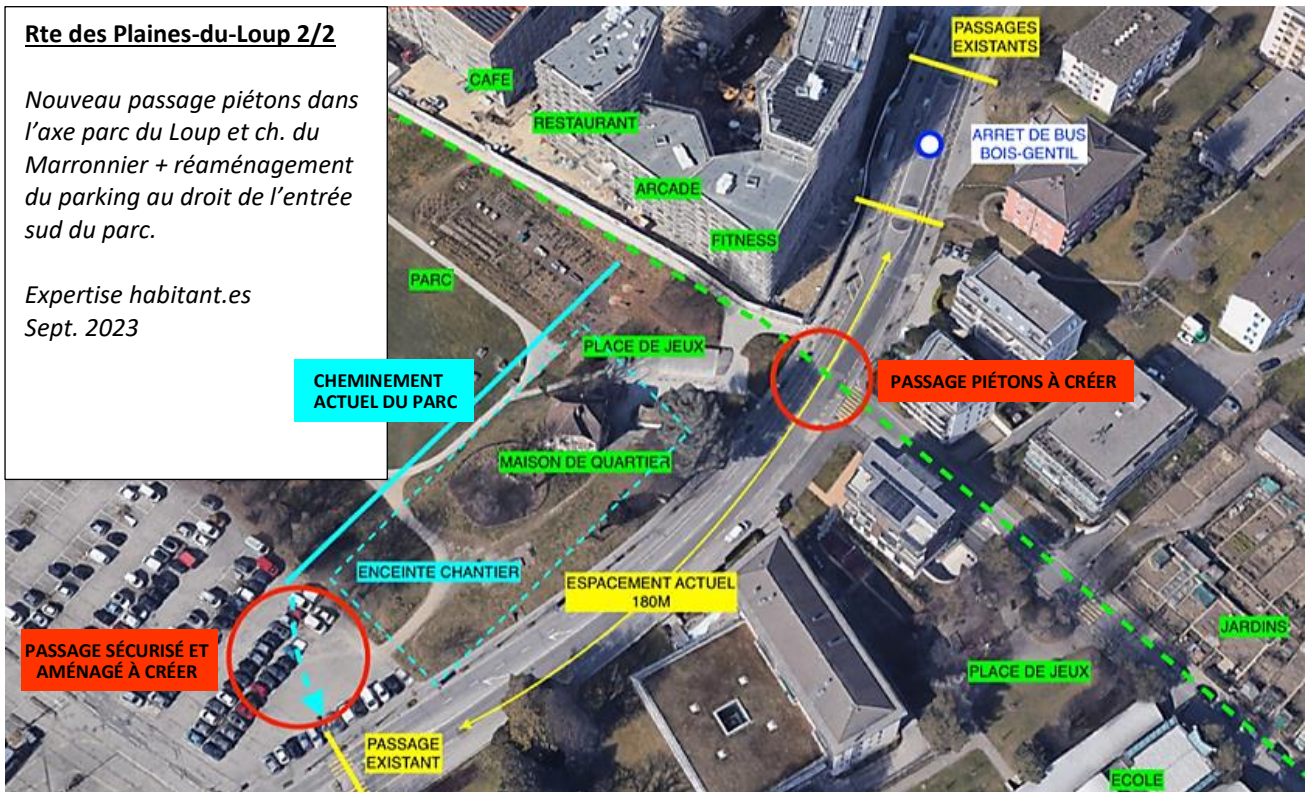 Rte des Plaines-du-Loup 2/2
Nouveau passage piétons dans
l’axe parc du Loup et ch. du
Marronnier + réaménagement
du parking au droit de l’entrée
sud du parc.
Expertise habitant.es
Sept. 2023
PASSAGES
EXISTANTS
CAFE
RESTAURANT
ARRET DE BUS
BOIS-GENTIL
ARCADE
FITNESS
PARC
PLACE DE JEUX
CHEMINEMENT
ACTUEL DU PARC
PASSAGE PIÉTONS À CRÉER
MAISON DE QUARTIER
ENCEINTE CHANTIER
ESPACEMENT ACTUEL
180M
JARDINS
PASSAGE SÉCURISÉ ET
AMÉNAGÉ À CRÉER
PLACE DE JEUX
PASSAGE
EXISTANT
ECOLE